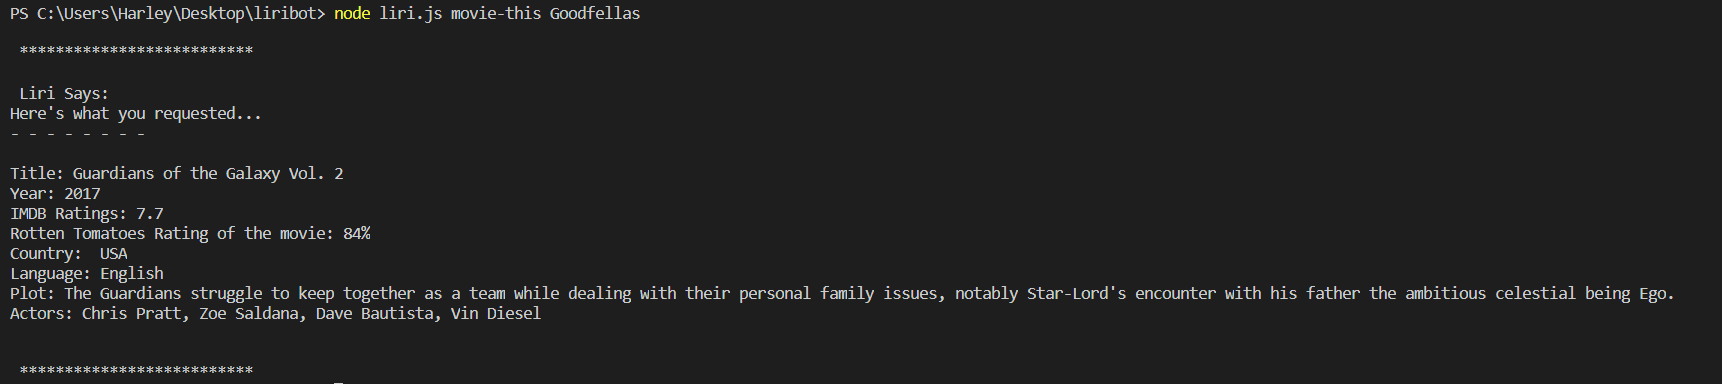 PS C:\Users\Harley\Desktop\liribot> node liri.js movie-this Goodfellas
**************************
Liri Says:
Here's what you requested...
- - - - - - - -
Title: Guardians of the Galaxy Vol. 2
Year: 2017
IMDB Ratings: 7.7
Rotten Tomatoes Rating of the movie: 84%
Country:  USA
Language: English
Plot: The Guardians struggle to keep together as a team while dealing with their personal family issues, notably Star-Lord's encounter with his father the ambitious celestial being Ego.
Actors: Chris Pratt, Zoe Saldana, Dave Bautista, Vin Diesel
**************************